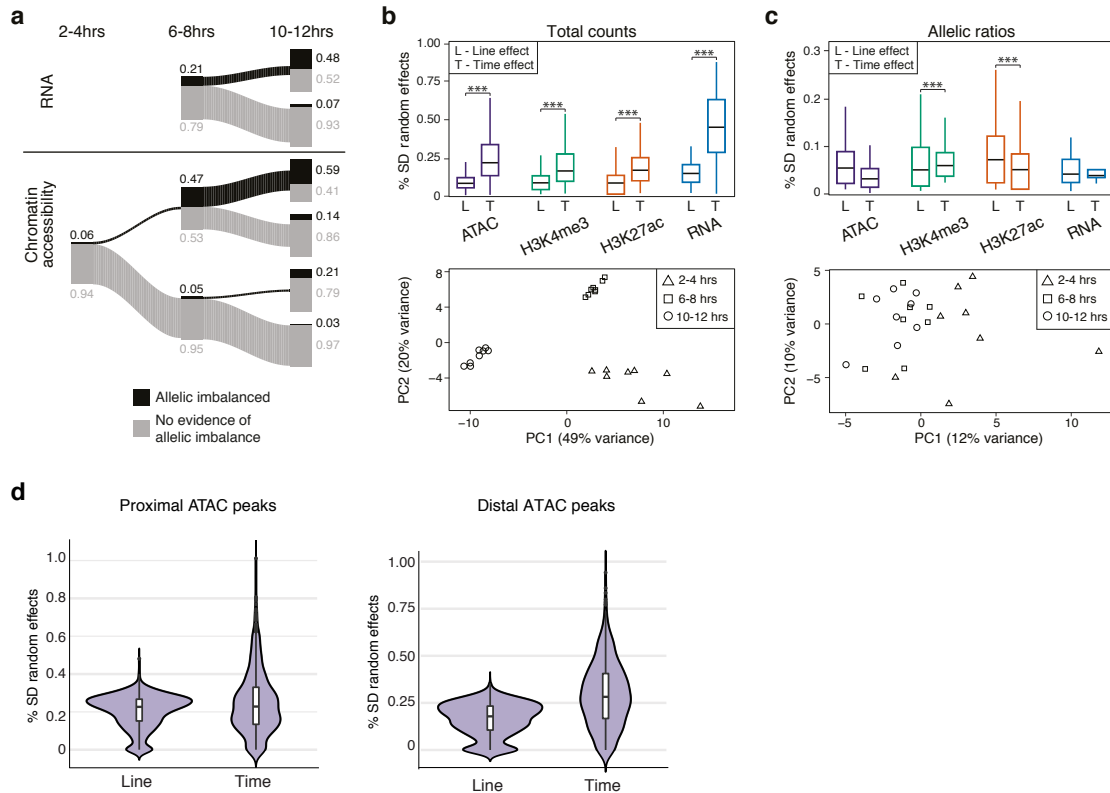 a
2-4hrs 6-8hrs 10-12hrs
RNA
0.21
0.79
0.48
0.52
0.07
0.93
Chromatin
accessibility
0.06
0.94
0.47
0.53
0.05
0.95
0.59
0.41
0.14
0.86
0.21
0.79
0.03
0.97
Allelic imbalanced
No evidence of
allelic imbalance
b
Total counts
L - Line effect
T - Time effect
% SD random effects
1.00
0.75
0.50
0.25
0
*** *** *** ***
L T L T L T L T
ATAC H3K4me3 H3K27ac RNA
PC2 (20% variance)
8
4
0
−4
2-4 hrs
6-8 hrs
10-12 hrs
−10 0 10
PC1 (49% variance)
c
Allelic ratios
L - Line effect
T - Time effect
% SD random effects
0.3
0.2
0.1
0
*** ***
L T L T L T L T
ATAC H3K4me3 H3K27ac RNA
PC2 (10% variance)
5
0
−5
2-4 hrs
6-8 hrs
10-12 hrs
−5 0 5 10
PC1 (12% variance)
d
Proximal ATAC peaks
% SD random effects
1.0
0.8
0.6
0.4
0.2
0
Line Time
Distal ATAC peaks
% SD random effects
1.00
0.75
0.50
0.25
0
Line Time